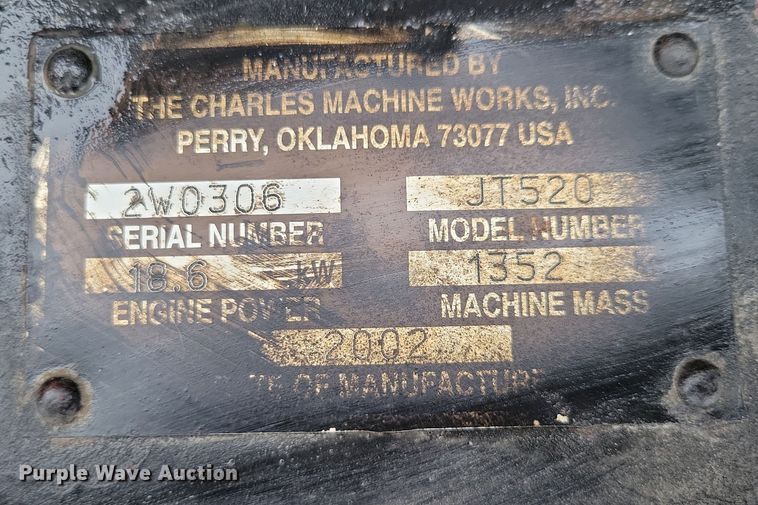 MANUFACTURED BY
THE CHARLES MACHINE WORKS, INC.
PERRY, OKLAHOMA 73077 USA
2W0306 JT520
SERIAL NUMBER MODEL NUMBER
18.6 kW 1352
ENGINE POWER MACHINE MASS
2002
OF MANUFACTURE
Purple Wave Auction